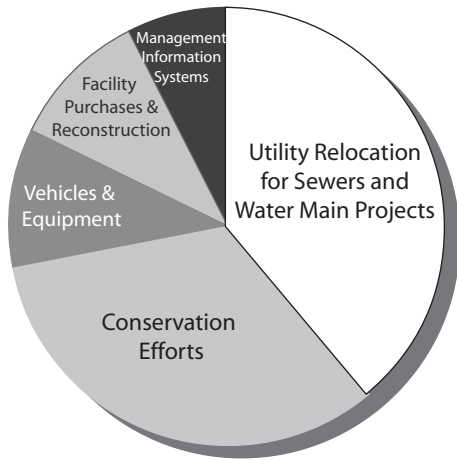 Management
Information
Systems
Facility
Purchases &
Reconstruction
Vehicles &
Equipment
Utility Relocation
for Sewers and
Water Main Projects
Conservation
Efforts